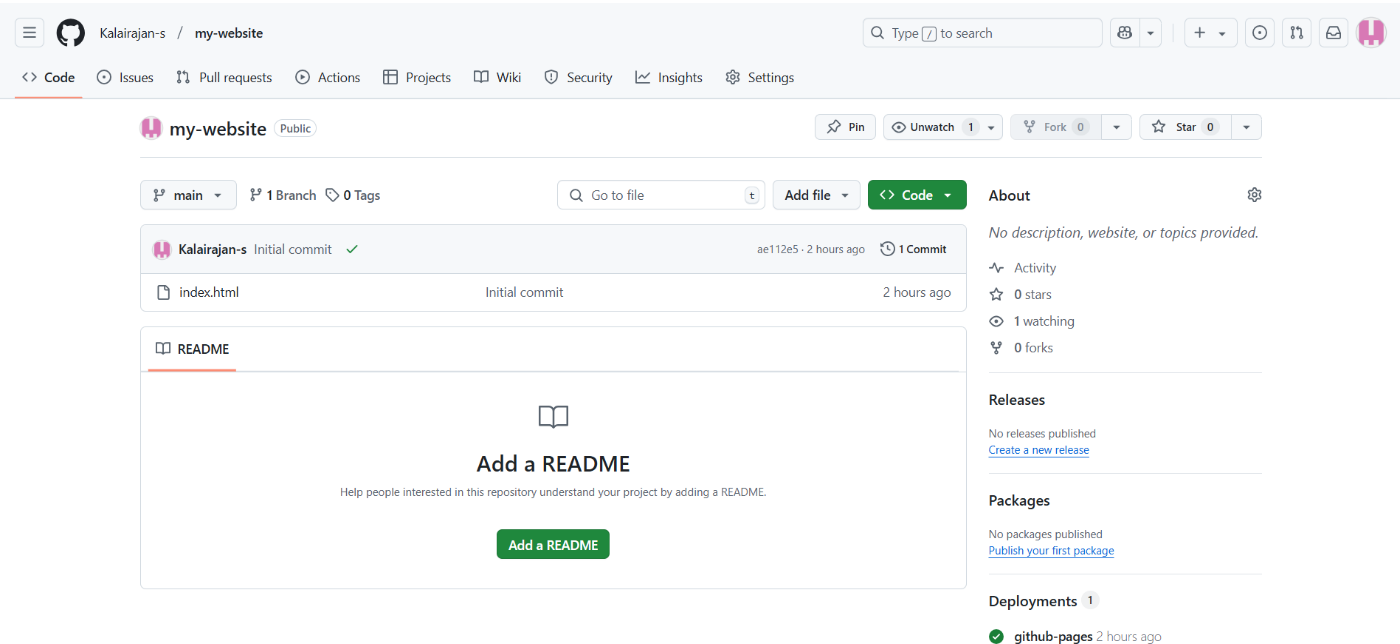 Kalairajan-s / my-website
Type / to search
Code Issues Pull requests Actions Projects Wiki Security Insights Settings
my-website Public
Pin Unwatch 1 Fork 0 Star 0
main 1 Branch 0 Tags Go to file t Add file Code
Kalairajan-s Initial commit ae112e5 · 2 hours ago 1 Commit
index.html Initial commit 2 hours ago
README
Add a README
Help people interested in this repository understand your project by adding a README.
Add a README
About
No description, website, or topics provided.
Activity
0 stars
1 watching
0 forks
Releases
No releases published
Create a new release
Packages
No packages published
Publish your first package
Deployments 1
github-pages 2 hours ago